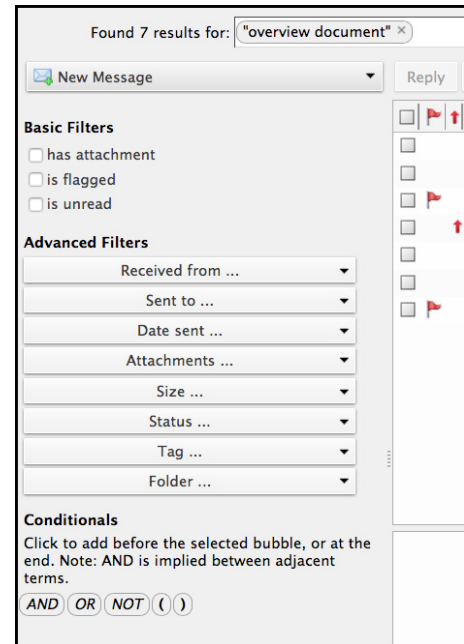 Found 7 results for: "overview document" ×
New Message
Reply
Basic Filters
has attachment
is flagged
is unread
Advanced Filters
Received from ...
Sent to ...
Date sent ...
Attachments ...
Size ...
Status ...
Tag ...
Folder ...
Conditionals
Click to add before the selected bubble, or at the
end. Note: AND is implied between adjacent
terms.
AND OR NOT ( )